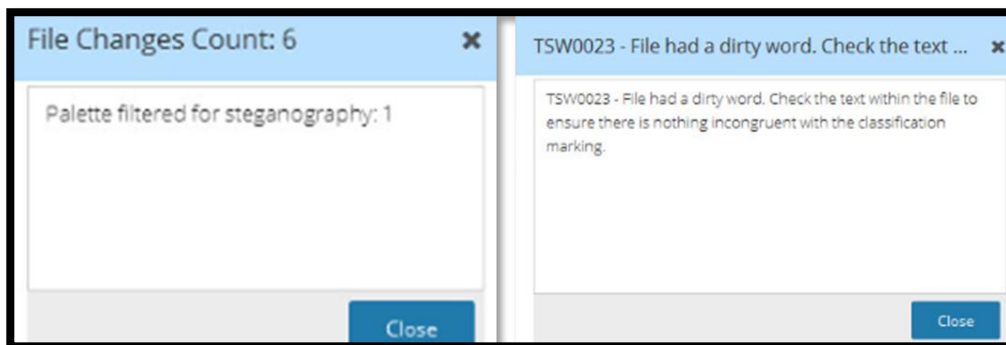 File Changes Count: 6
Palette filtered for steganography: 1
Close
TSW0023 - File had a dirty word. Check the text ...
TSW0023 - File had a dirty word. Check the text within the file to
ensure there is nothing incongruent with the classification
marking.
Close